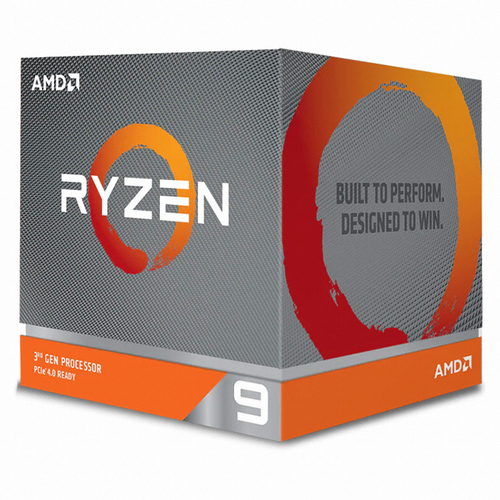 AMD
RYZEN
3rd GEN PROCESSOR
PCIe® 4.0 READY
9
BUILT TO PERFORM.
DESIGNED TO WIN.
AMD